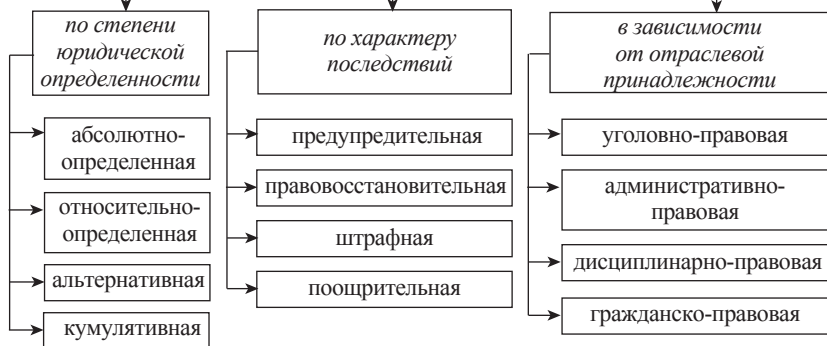 по степени
юридической
определенности
абсолютно-
определенная
относительно-
определенная
альтернативная
кумулятивная
по характеру
последствий
предупредительная
правовосстановительная
штрафная
поощрительная
в зависимости
от отраслевой
принадлежности
уголовно-правовая
административно-
правовая
дисциплинарно-правовая
гражданско-правовая